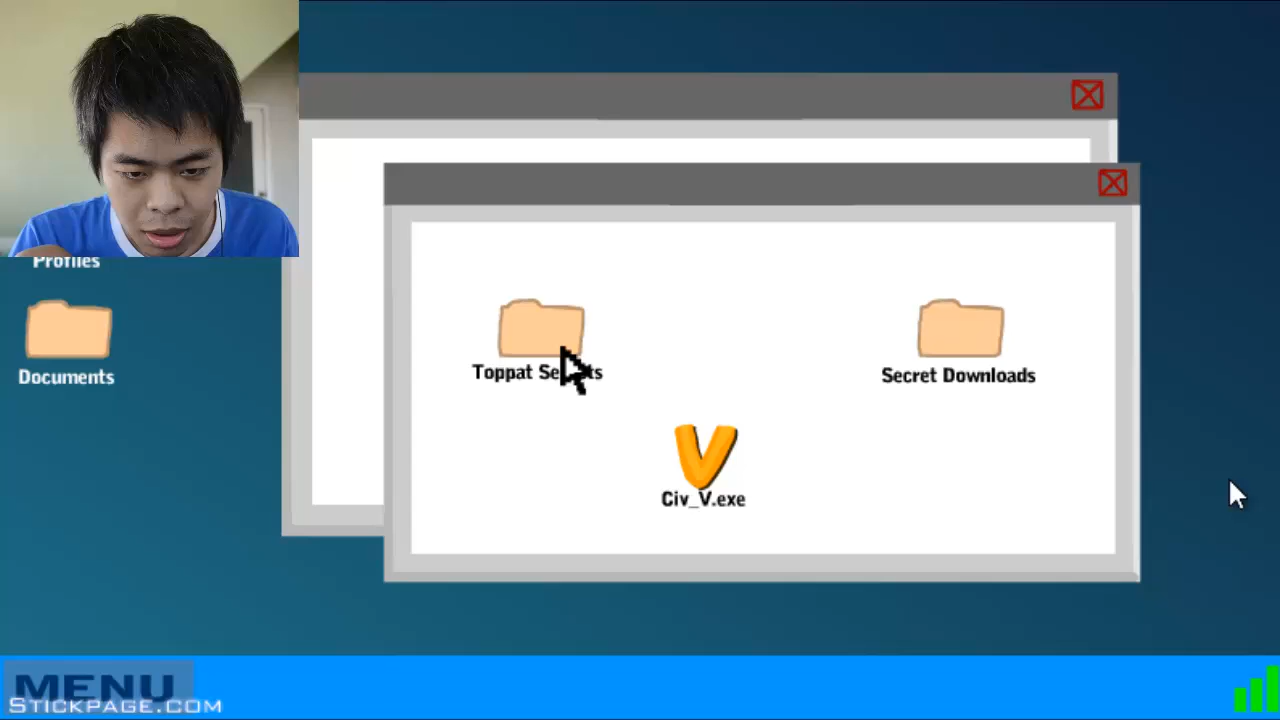 Profiles
Documents
Toppat
Secret Downloads
Civ_V.exe
MENU
STICKPAGE.COM